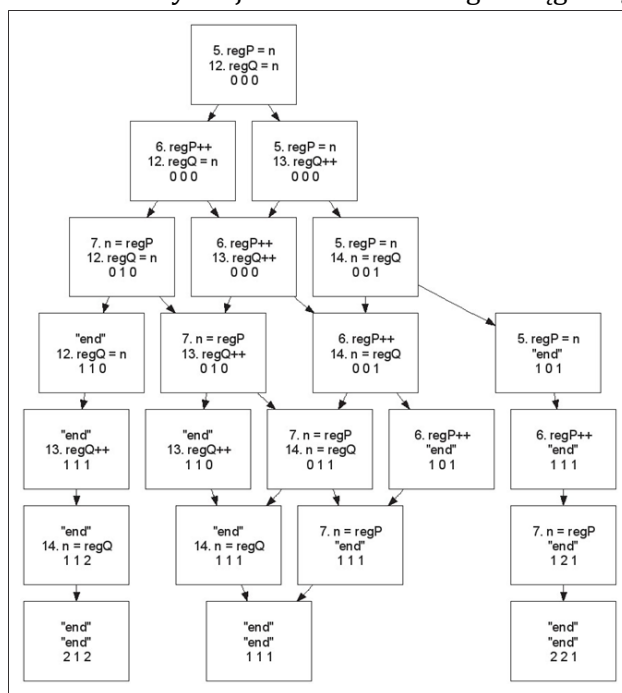 5. regP = n
12. regQ = n
0 0 0
6. regP++
12. regQ = n
0 0 0
5. regP = n
13. regQ++
0 0 0
7. n = regP
12. regQ = n
0 1 0
6. regP++
13. regQ++
0 0 0
5. regP = n
14. n = regQ
0 0 1
"end"
12. regQ = n
1 1 0
7. n = regP
13. regQ++
0 1 0
6. regP++
14. n = regQ
0 0 1
5. regP = n
"end"
1 0 1
"end"
13. regQ++
1 1 1
"end"
13. regQ++
1 1 0
7. n = regP
14. n = regQ
0 1 1
6. regP++
"end"
1 0 1
6. regP++
"end"
1 1 1
"end"
14. n = regQ
1 1 2
"end"
14. n = regQ
1 1 1
7. n = regP
"end"
1 1 1
7. n = regP
"end"
1 2 1
"end"
"end"
2 1 2
"end"
"end"
1 1 1
"end"
"end"
2 2 1